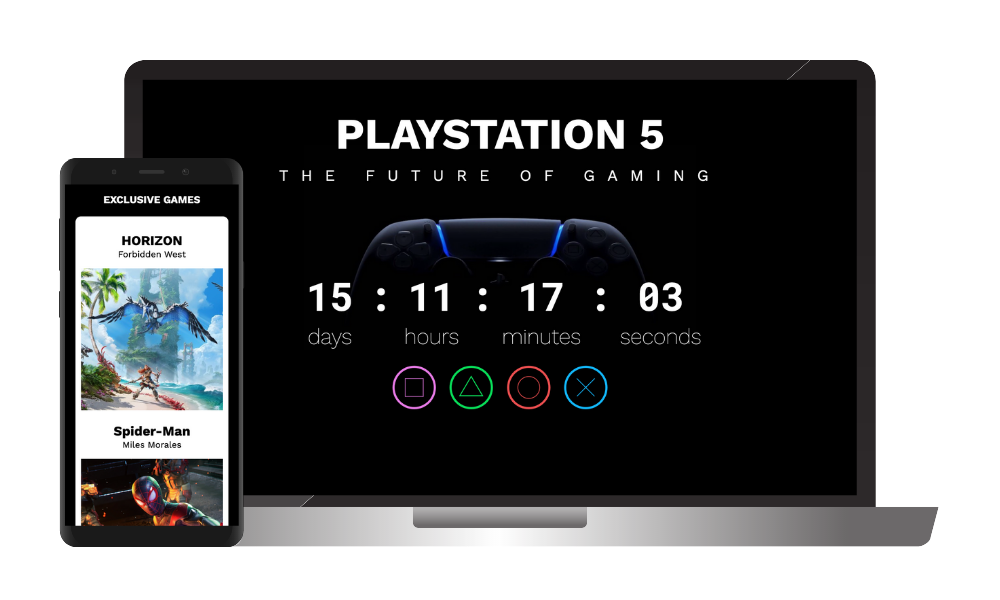 PLAYSTATION 5
THE FUTURE OF GAMING
15 : 11 : 17 : 03
days hours minutes seconds
EXCLUSIVE GAMES
HORIZON
Forbidden West
Spider-Man
Miles Morales